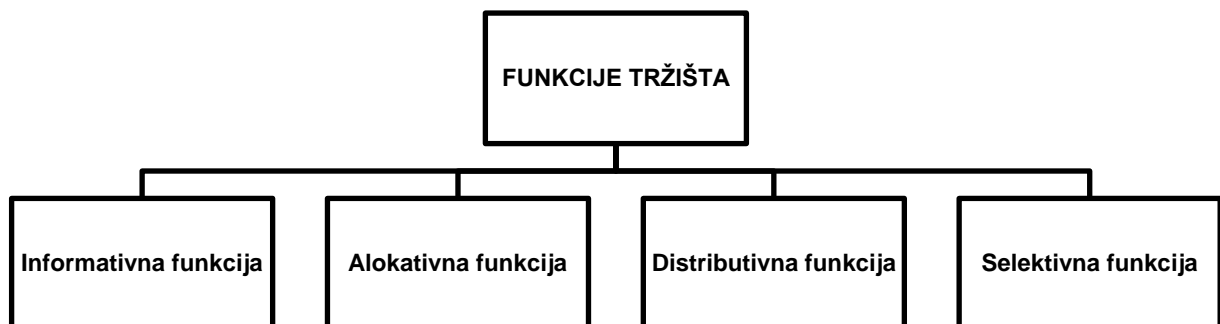 FUNKCIJE TRŽIŠTA
Informativna funkcija
Alokativna funkcija
Distributivna funkcija
Selektivna funkcija